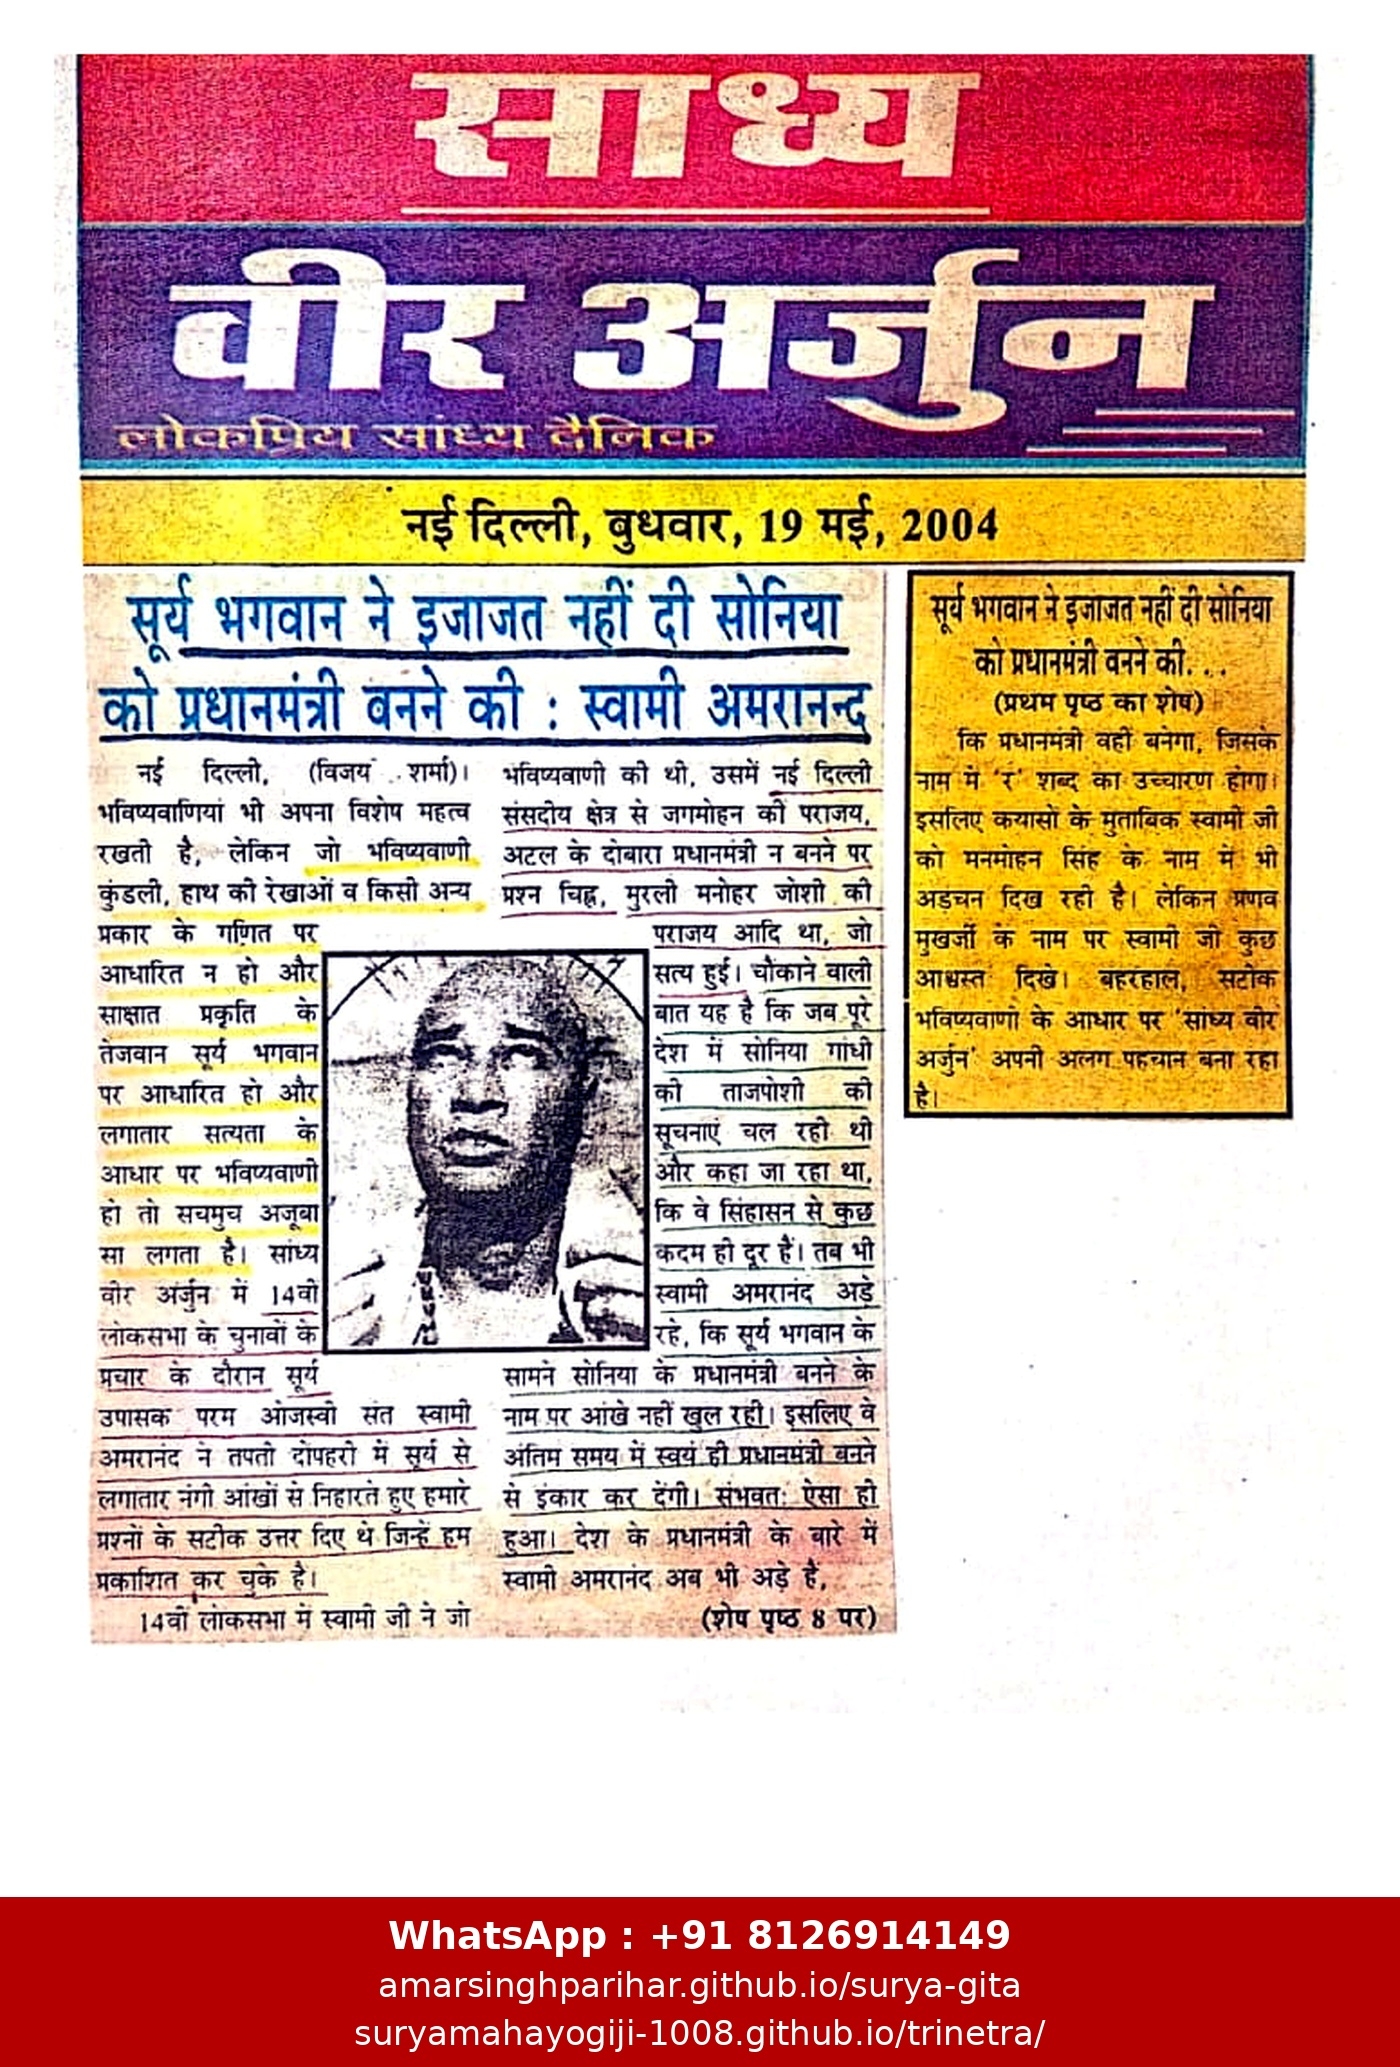 साध्य
वीर अर्जुन
लोकप्रिय सांध्य दैनिक
नई दिल्ली, बुधवार, 19 मई, 2004
सूर्य भगवान ने इजाजत नहीं दी सोनिया
को प्रधानमंत्री बनने की : स्वामी अमरानन्द
नई दिल्ली, (विजय शर्मा)।
भविष्यवाणियां भी अपना विशेष महत्व
रखती है, लेकिन जो भविष्यवाणी
कुंडली, हाथ की रेखाओं व किसी अन्य
प्रकार के गणित पर
आधारित न हो और
साक्षात प्रकृति के
तेजवान सूर्य भगवान
पर आधारित हो और
लगातार सत्यता के
आधार पर भविष्यवाणी
हो तो सचमुच अजूबा
सा लगता है। सांध्य
वीर अर्जुन में 14वीं
लोकसभा के चुनावों के
प्रचार के दौरान सूर्य
उपासक परम ओजस्वी संत स्वामी
अमरानंद ने तपती दोपहरी में सूर्य से
लगातार नंगी आंखों से निहारते हुए हमारे
प्रश्नों के सटीक उत्तर दिए थे जिन्हें हम
प्रकाशित कर चुके है।
14वीं लोकसभा में स्वामी जी ने जो
भविष्यवाणी की थी, उसमें नई दिल्ली
संसदीय क्षेत्र से जगमोहन की पराजय,
अटल के दोबारा प्रधानमंत्री न बनने पर
प्रश्न चिह्न, मुरली मनोहर जोशी की
पराजय आदि था, जो
सत्य हुई। चौकाने वाली
बात यह है कि जब पूरे
देश में सोनिया गांधी
की ताजपोशी की
सूचनाएं चल रही थी
और कहा जा रहा था,
कि वे सिंहासन से कुछ
कदम ही दूर हैं। तब भी
स्वामी अमरानंद अड़े
रहे, कि सूर्य भगवान के
सामने सोनिया के प्रधानमंत्री बनने के
नाम पर आंखे नहीं खुल रही। इसलिए वे
अंतिम समय में स्वयं ही प्रधानमंत्री बनने
से इंकार कर देंगी। संभवत: ऐसा ही
हुआ। देश के प्रधानमंत्री के बारे में
स्वामी अमरानंद अब भी अड़े है,
(शेष पृष्ठ 8 पर)
सूर्य भगवान ने इजाजत नहीं दी सोनिया
को प्रधानमंत्री बनने की. . .
(प्रथम पृष्ठ का शेष)
कि प्रधानमंत्री वही बनेगा, जिसके
नाम में 'र' शब्द का उच्चारण होगा।
इसलिए कयासों के मुताबिक स्वामी जी
को मनमोहन सिंह के नाम में भी
अड़चन दिख रही है। लेकिन प्रणव
मुखर्जी के नाम पर स्वामी जी कुछ
आश्वस्त दिखे। बहरहाल, सटीक
भविष्यवाणी के आधार पर 'सांध्य वीर
अर्जुन' अपनी अलग पहचान बना रहा
है।
WhatsApp : +91 8126914149
amarsinghparihar.github.io/surya-gita
suryamahayogiji-1008.github.io/trinetra/